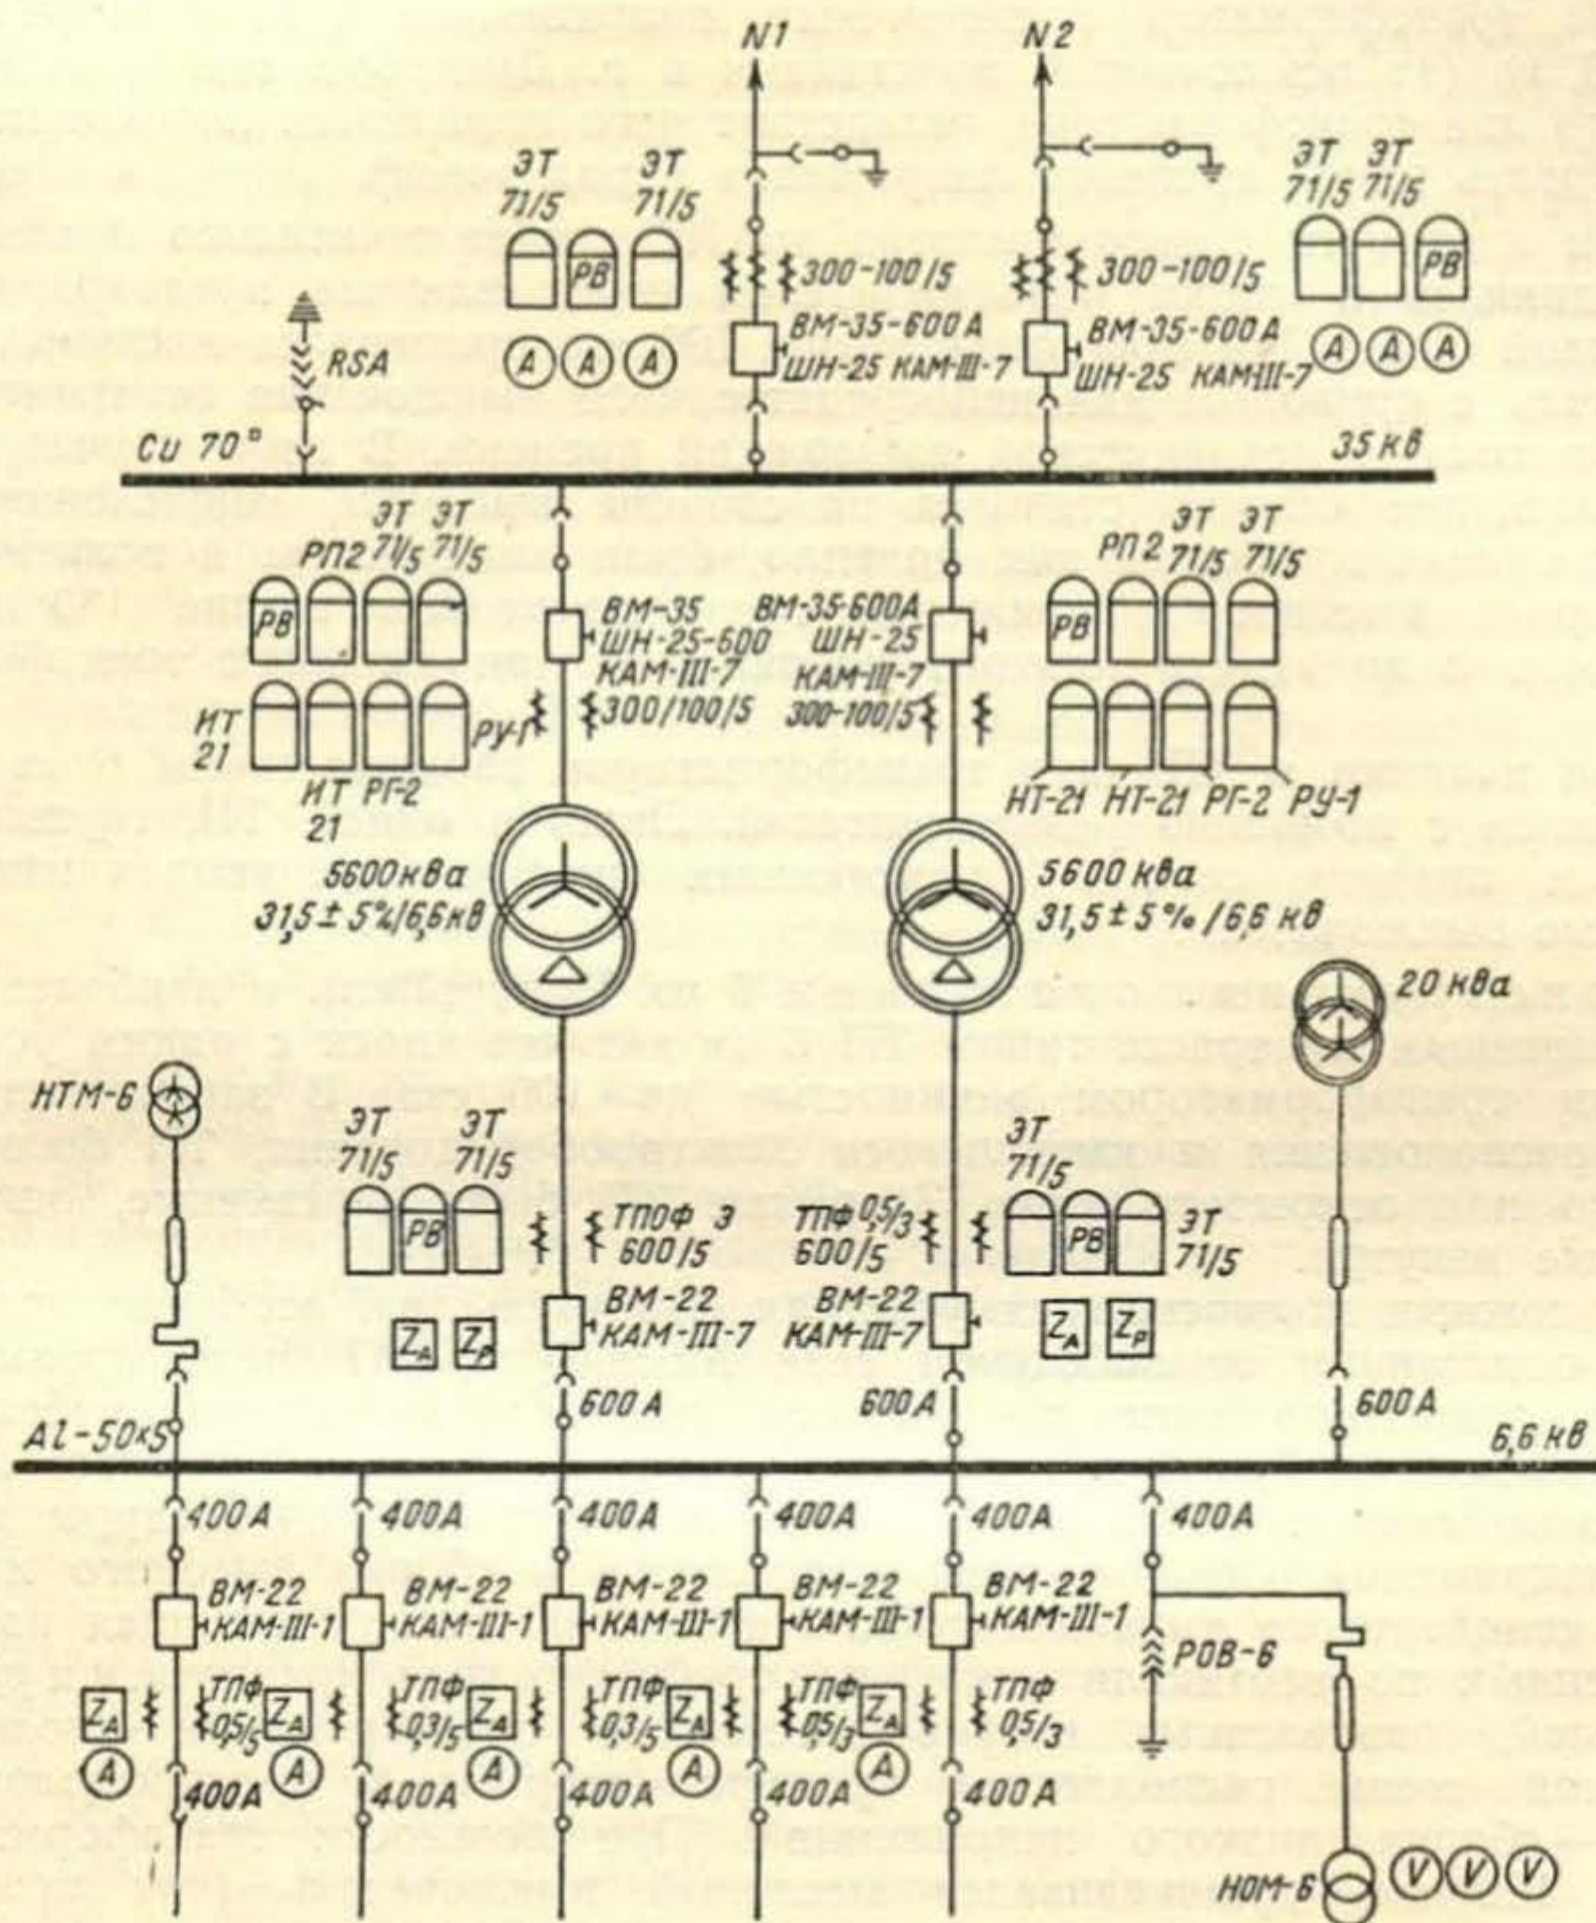 N1
N2
ЭТ
71/5
ЭТ
71/5
ЭТ
71/5
ЭТ
71/5
РВ
300-100/5
300-100/5
РВ
RSA
А
А
А
ВМ-35-600А
ШН-25 КАМ-III-7
ВМ-35-600А
ШН-25 КАМ-III-7
А
А
А
Cu 70°
35 кв
РП2
ЭТ
71/5
ЭТ
71/5
РП2
ЭТ
71/5
ЭТ
71/5
РВ
ВМ-35
ШН-25-600
КАМ-III-7
300/100/5
ВМ-35-600А
ШН-25
КАМ-III-7
300-100/5
РВ
ИТ
21
РУ-1
ИТ
21
РГ-2
НТ-21
НТ-21
РГ-2
РУ-1
5600 ква
31,5 ± 5%/6,6 кв
5600 ква
31,5 ± 5% / 6,6 кв
20 ква
НТМ-6
ЭТ
71/5
ЭТ
71/5
ЭТ
71/5
РВ
ТПОФ Э
600/5
ТПФ 0,5/3
600/5
РВ
ЭТ
71/5
ZА
ZР
ВМ-22
КАМ-III-7
ВМ-22
КАМ-III-7
ZА
ZР
600 А
600А
600 А
Al-50×5
6,6 кв
400 А
400 А
400 А
400 А
400 А
400 А
ВМ-22
КАМ-III-1
ВМ-22
КАМ-III-1
ВМ-22
КАМ-III-1
ВМ-22
КАМ-III-1
ВМ-22
КАМ-III-1
РОВ-6
ZА
ТПФ
0,5/5
ZА
ТПФ
0,3/5
ZА
ТПФ
0,3/5
ZА
ТПФ
0,5/3
ZА
ТПФ
0,5/3
А
А
А
А
А
400А
400А
400А
400А
400А
НОМ-6
V
V
V